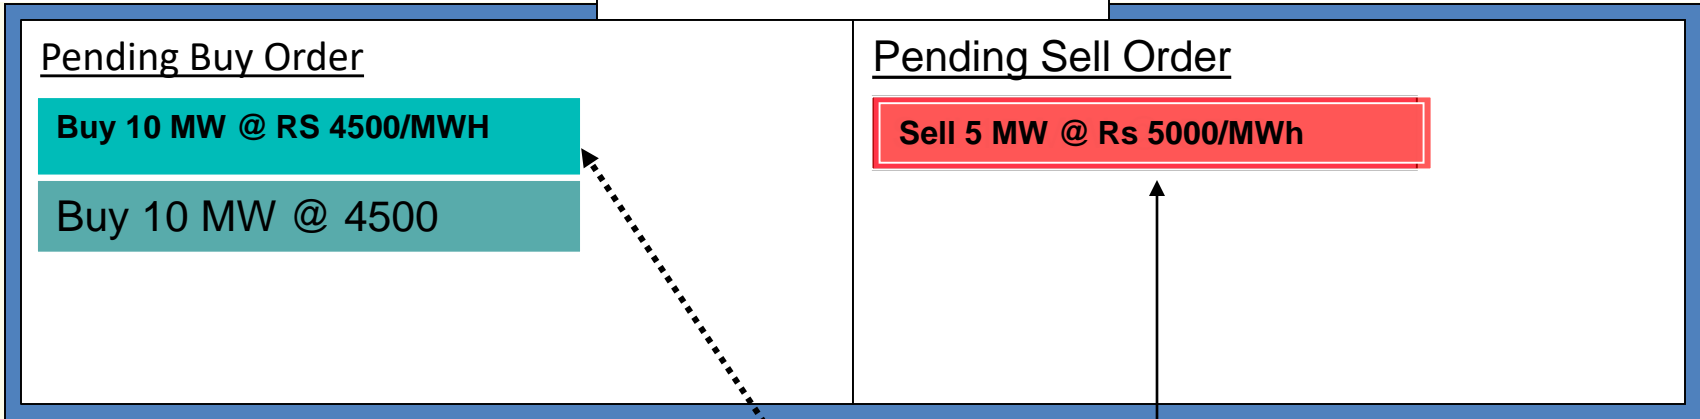 Pending Buy Order
Buy 10 MW @ RS 4500/MWH
Buy 10 MW @ 4500
Pending Sell Order
Sell 5 MW @ Rs 5000/MWh